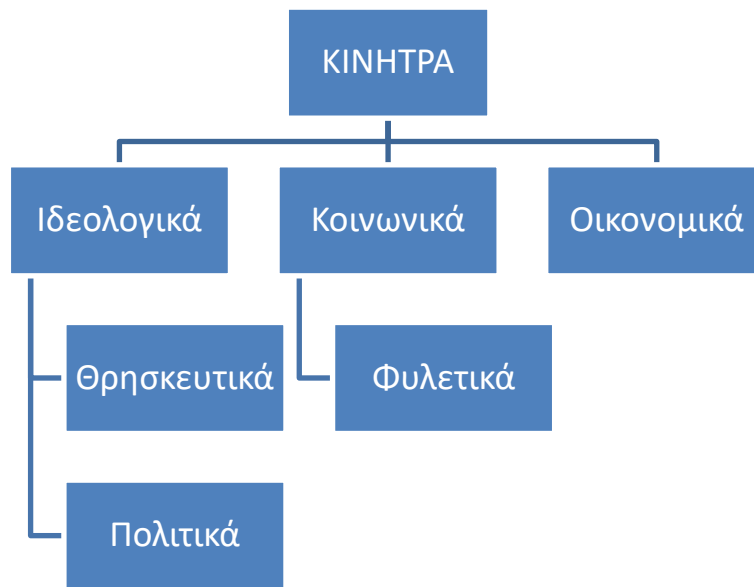 ΚΙΝΗΤΡΑ
Ιδεολογικά
Κοινωνικά
Οικονομικά
Θρησκευτικά
Φυλετικά
Πολιτικά